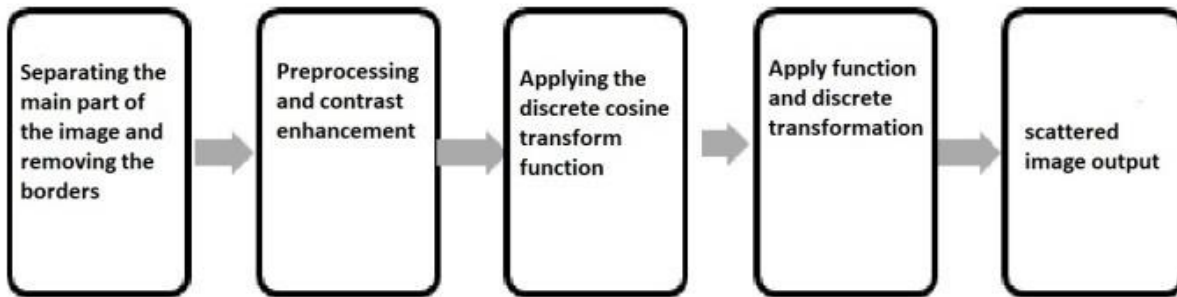 Separating the
main part of
the image and
removing the
borders
Preprocessing
and contrast
enhancement
Applying the
discrete cosine
transform
function
Apply function
and discrete
transformation
scattered
image output